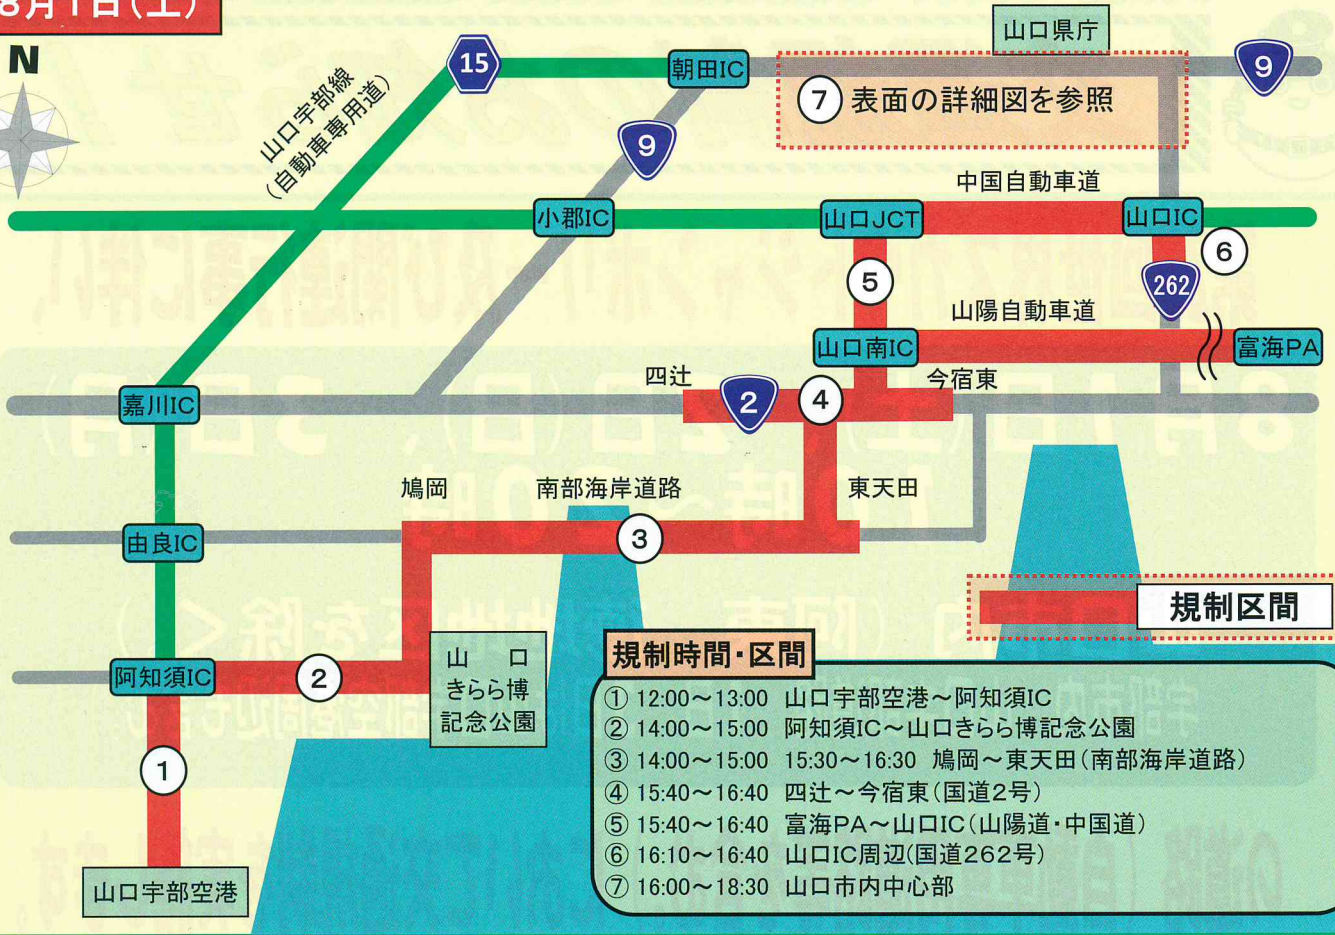 8月1日(土)
N
山口県庁
15
朝田IC
9
⑦ 表面の詳細図を参照
山口宇部線
(自動車専用道)
9
中国自動車道
小郡IC
山口JCT
山口IC
⑥
⑤
262
山陽自動車道
山口南IC
富海PA
四辻
今宿東
嘉川IC
2
④
鳩岡
南部海岸道路
東天田
由良IC
③
規制区間
阿知須IC
②
山口
きらら博
記念公園
①
山口宇部空港
規制時間・区間
① 12:00～13:00 山口宇部空港～阿知須IC
② 14:00～15:00 阿知須IC～山口きらら博記念公園
③ 14:00～15:00 15:30～16:30 鳩岡～東天田(南部海岸道路)
④ 15:40～16:40 四辻～今宿東(国道2号)
⑤ 15:40～16:40 富海PA～山口IC(山陽道・中国道)
⑥ 16:10～16:40 山口IC周辺(国道262号)
⑦ 16:00～18:30 山口市内中心部